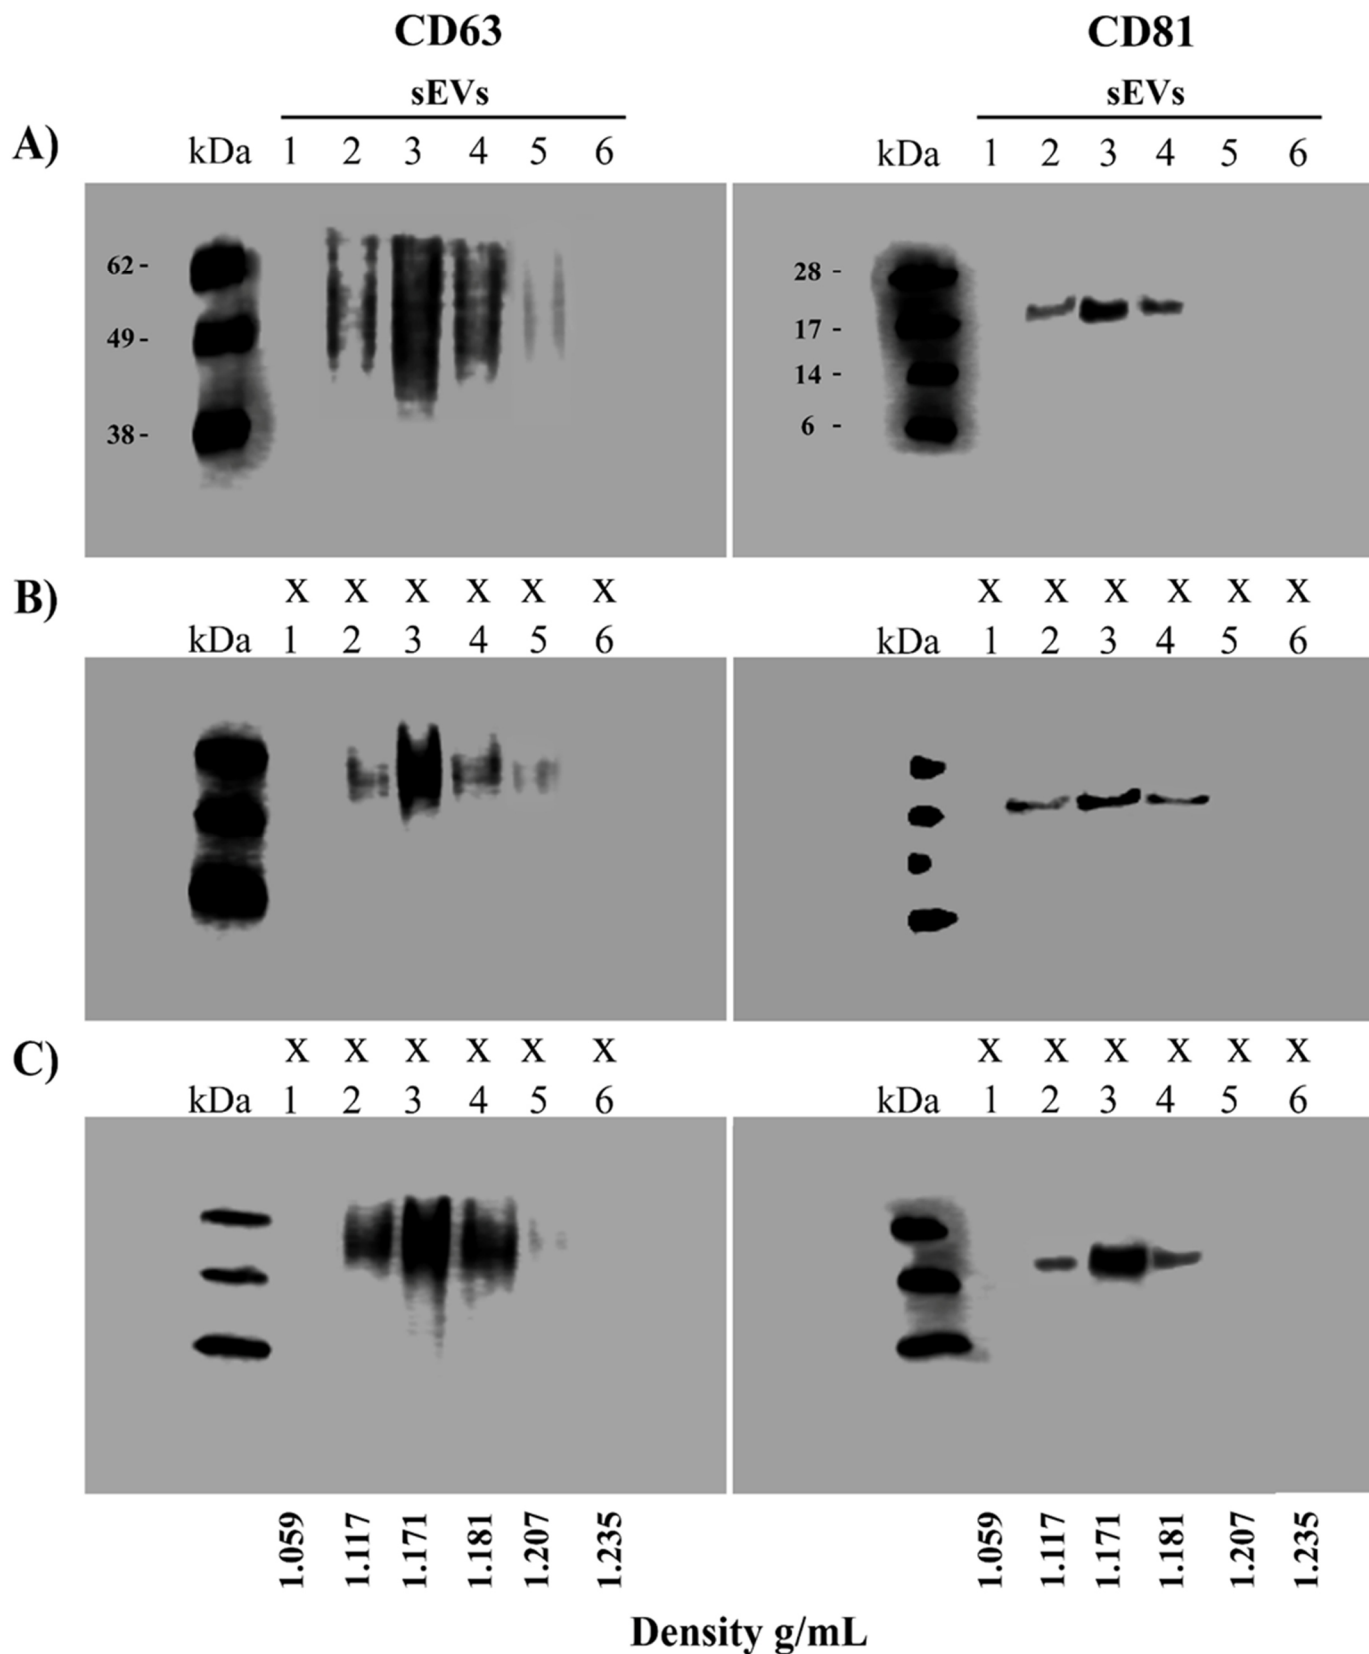 CD63 CD81
sEVs sEVs
A) kDa 1 2 3 4 5 6 kDa 1 2 3 4 5 6
62 -
49 -
38 -
28 -
17 -
14 -
6 -
X X X X X X X X X X X X
B) kDa 1 2 3 4 5 6 kDa 1 2 3 4 5 6
X X X X X X X X X X X X
C) kDa 1 2 3 4 5 6 kDa 1 2 3 4 5 6
1.059 1.117 1.171 1.181 1.207 1.235 1.059 1.117 1.171 1.181 1.207 1.235
Density g/mL